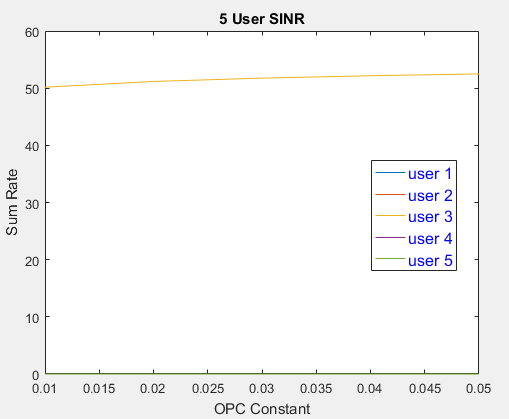 5 User SINR
Sum Rate
60
50
40
30
20
10
0
user 1
user 2
user 3
user 4
user 5
0.01 0.015 0.02 0.025 0.03 0.035 0.04 0.045 0.05
OPC Constant